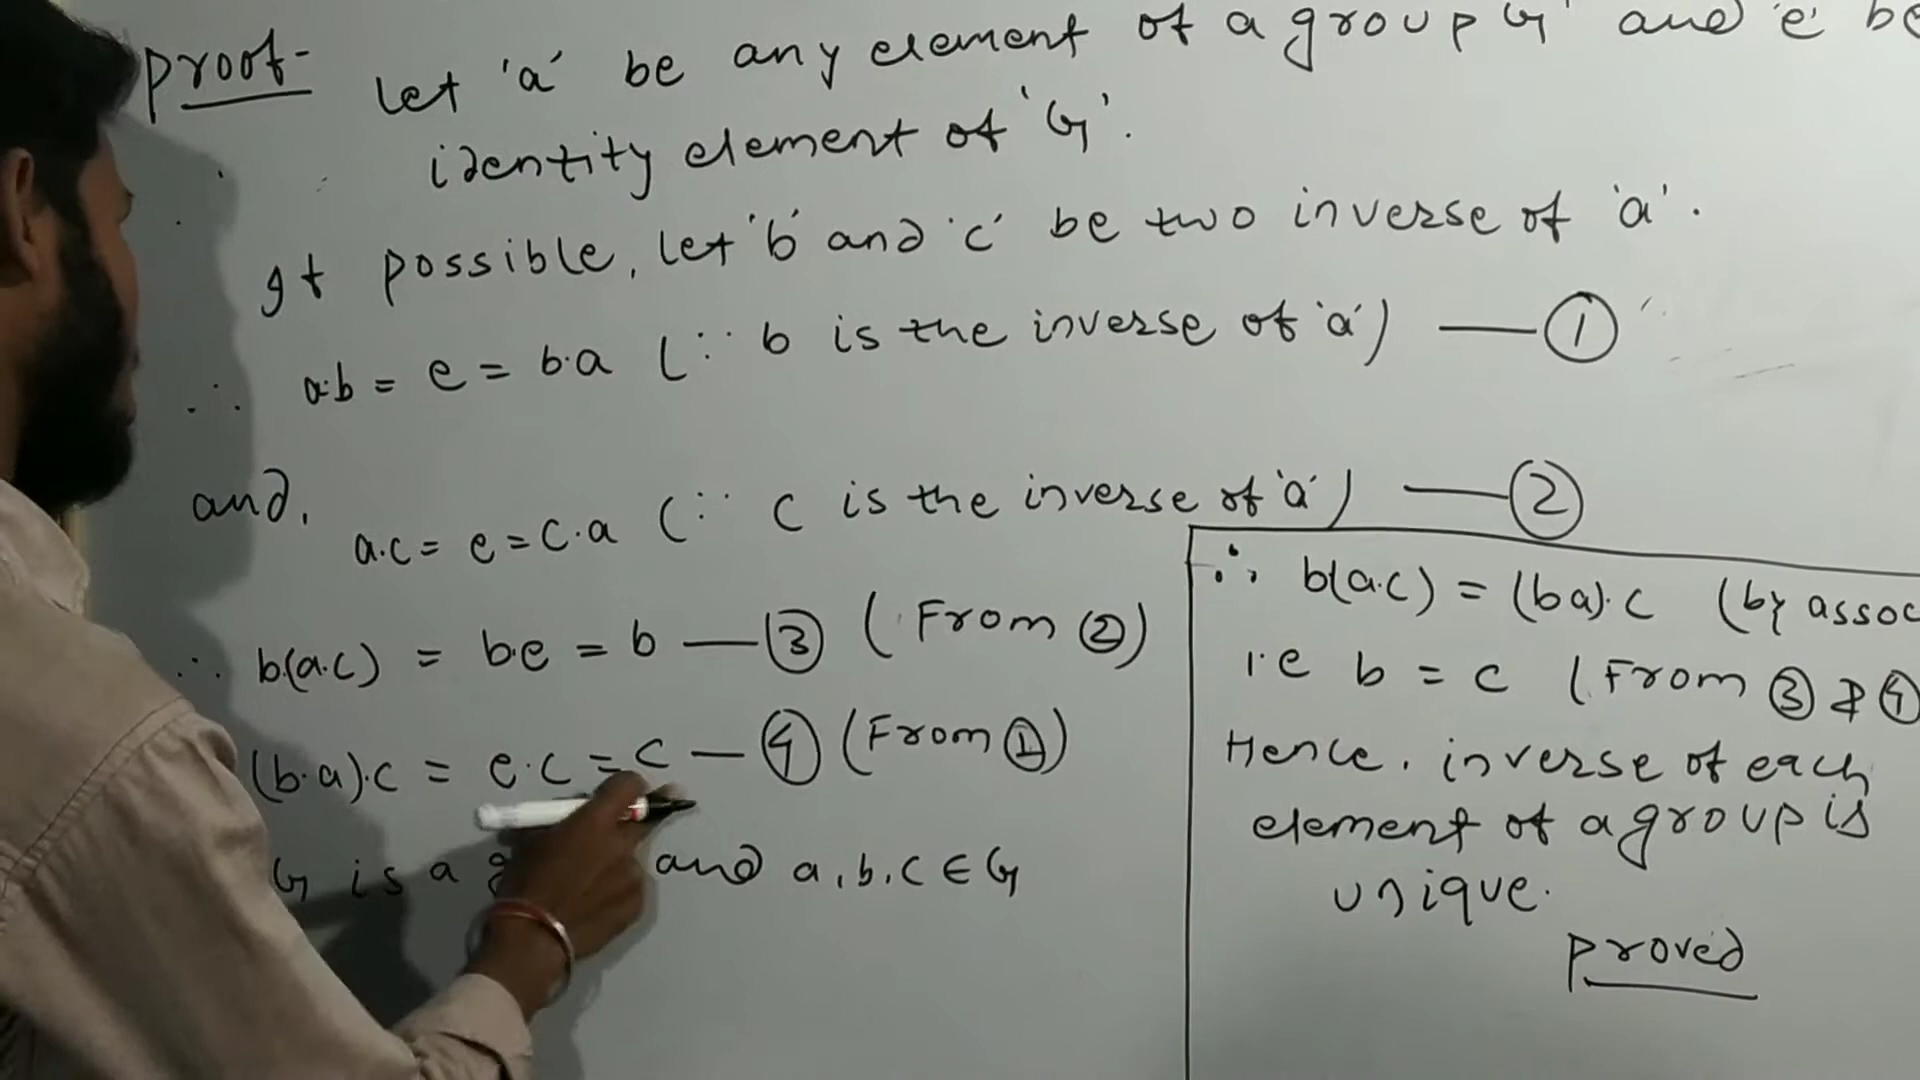 Proof- Let 'a' be any element of a group 'G' and 'e' be
identity element of 'G'.
If possible, let 'b' and 'c' be two inverse of 'a'.
∴ a·b = e = b·a (∵ b is the inverse of 'a') — ①
and, a.c = e = c.a (∵ c is the inverse of 'a') — ②
∴ b(a.c) = b·e = b — ③ (From ②)
(b·a)·c = e·c = c — ④ (From ①)
G is a and a, b, c ∈ G
∴ b(a.c) = (ba)·c (by assoc
i.e b = c (From ③ & ④
Hence, inverse of each
element of a group is
unique.
proved